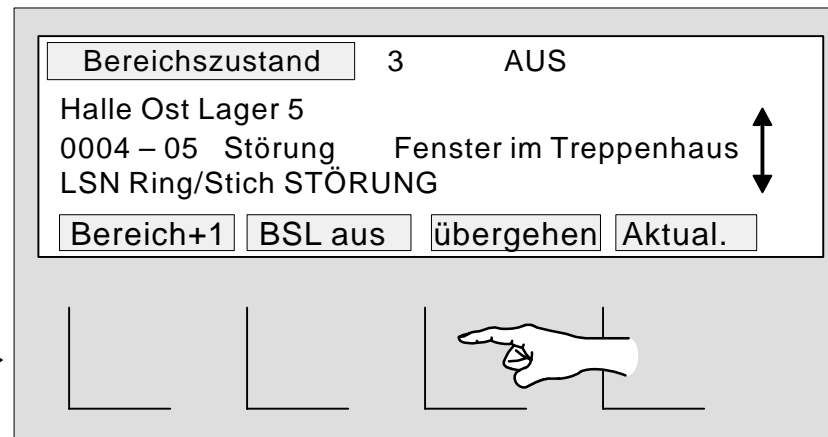 Bereichszustand 3 AUS
Halle Ost Lager 5
0004 – 05 Störung Fenster im Treppenhaus
LSN Ring/Stich STÖRUNG
Bereich+1 BSL aus übergehen Aktual.